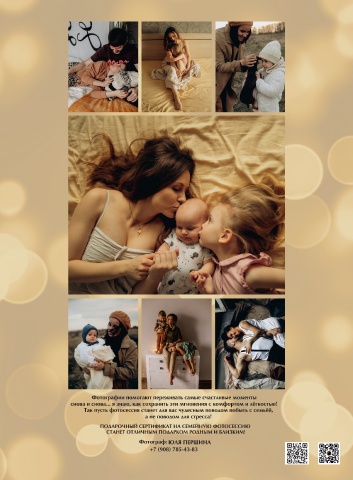 Фотографии помогают переживать самые счастливые моменты
снова и снова... я знаю, как сохранить эти мгновения с комфортом и лёгкостью!
Так пусть фотосессия станет для вас чудесным поводом побыть с семьёй,
а не поводом для стресса!
ПОДАРОЧНЫЙ СЕРТИФИКАТ НА СЕМЕЙНУЮ ФОТОСЕССИЮ
СТАНЕТ ОТЛИЧНЫМ ПОДАРКОМ РОДНЫМ И БЛИЗКИМ!
Фотограф: ЮЛЯ ПЕРШИНА
+7 (908) 785-43-83